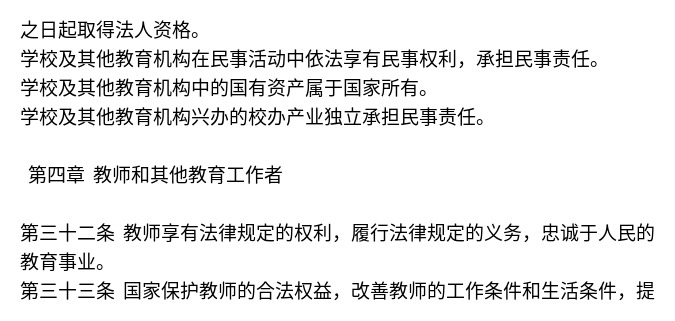 之日起取得法人资格。
学校及其他教育机构在民事活动中依法享有民事权利，承担民事责任。
学校及其他教育机构中的国有资产属于国家所有。
学校及其他教育机构兴办的校办产业独立承担民事责任。
第四章 教师和其他教育工作者
第三十二条 教师享有法律规定的权利，履行法律规定的义务，忠诚于人民的
教育事业。
第三十三条 国家保护教师的合法权益，改善教师的工作条件和生活条件，提